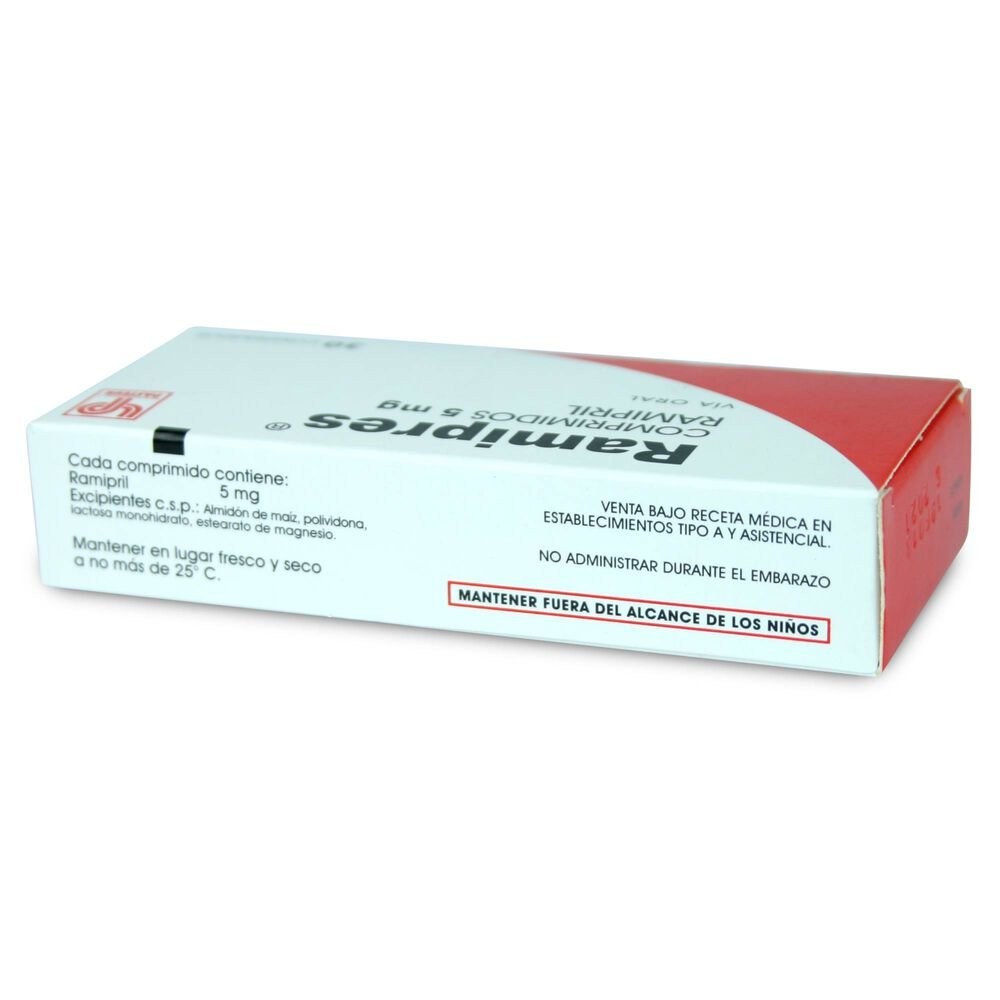 Ramipres®
COMPRIMIDOS 5 mg
RAMIPRIL
VÍA ORAL
30
Cada comprimido contiene:
Ramipril 5 mg
Excipientes c.s.p.: Almidón de maíz, polividona,
lactosa monohidrato, estearato de magnesio.
Mantener en lugar fresco y seco
a no más de 25° C.
VENTA BAJO RECETA MÉDICA EN
ESTABLECIMIENTOS TIPO A Y ASISTENCIAL.
NO ADMINISTRAR DURANTE EL EMBARAZO
MANTENER FUERA DEL ALCANCE DE LOS NIÑOS